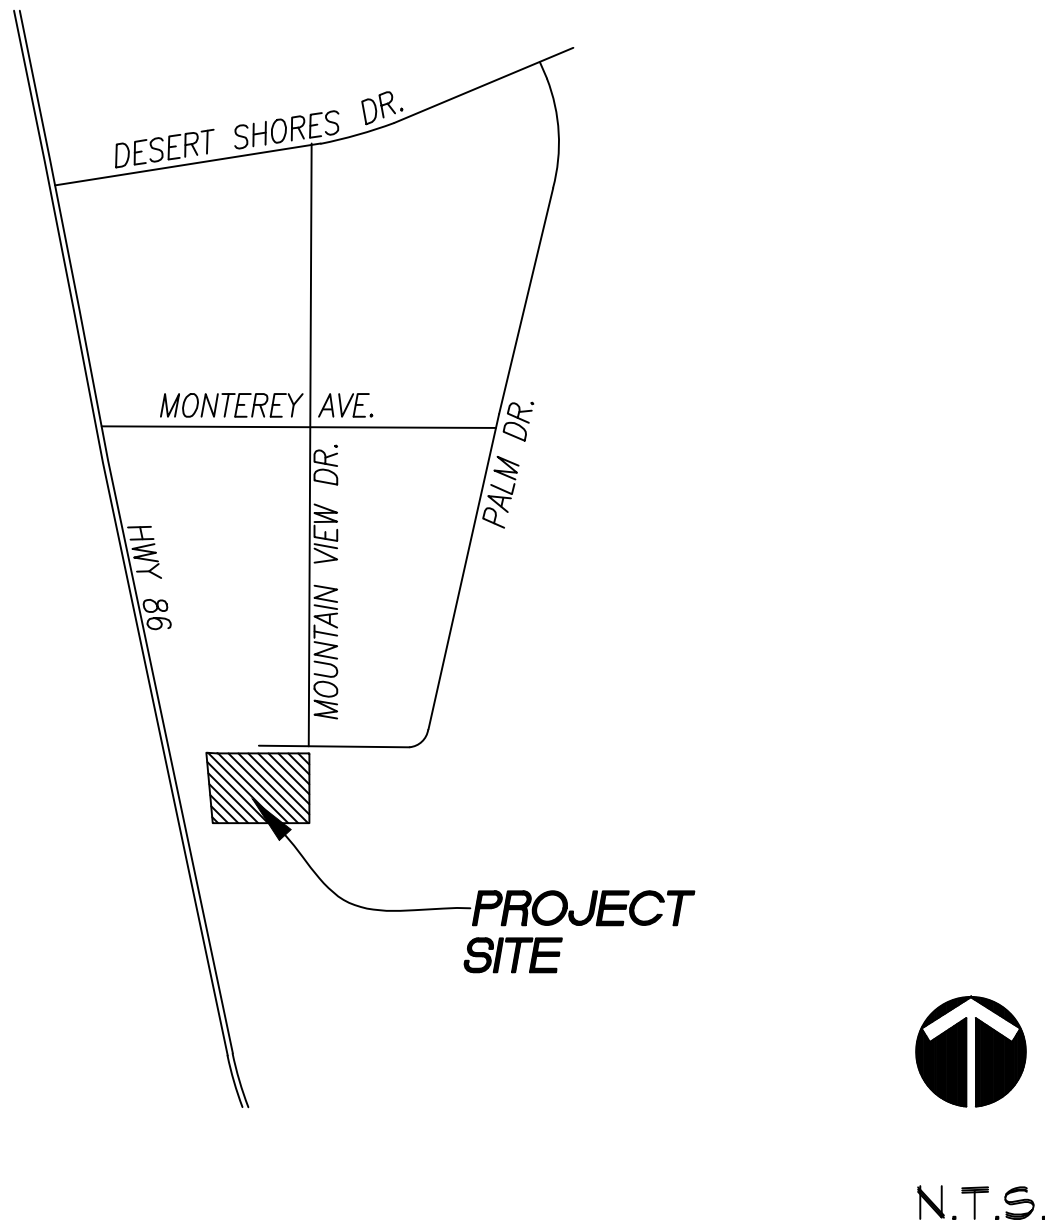 DESERT SHORES DR.
MONTEREY AVE.
PALM DR.
MOUNTAIN VIEW DR.
HWY 86
PROJECT
SITE
N.T.S.